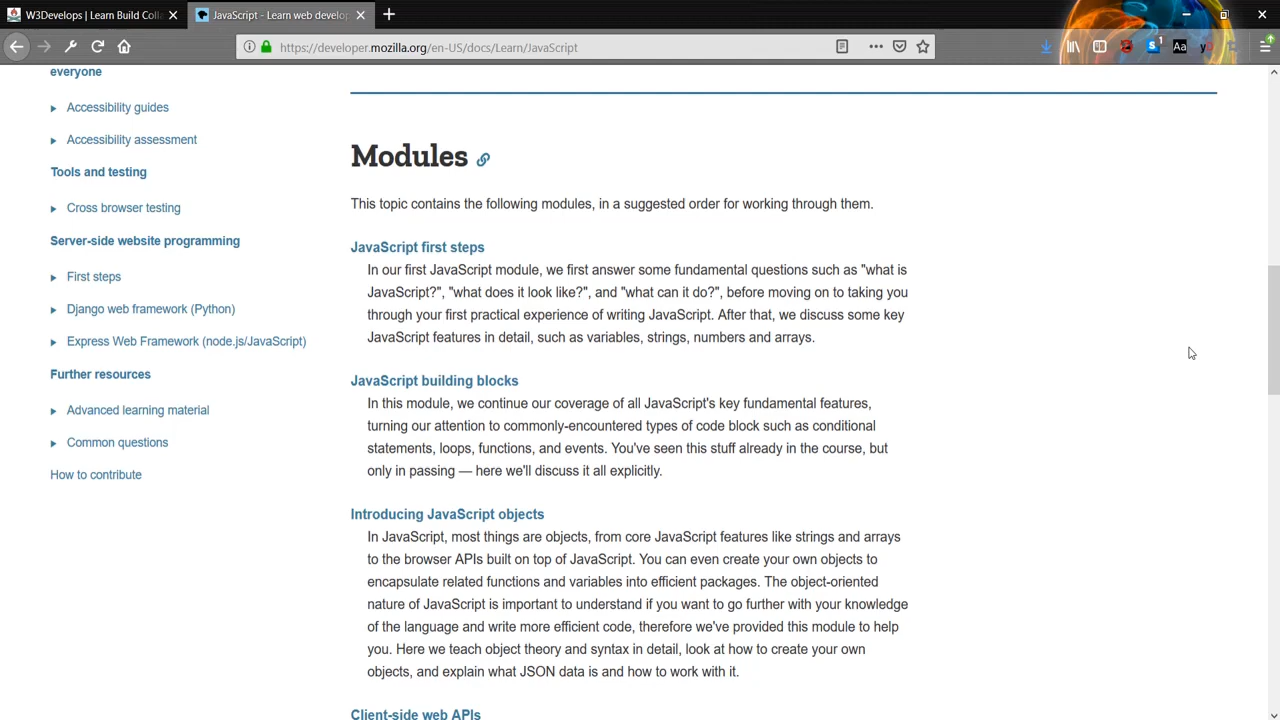 W3Develops | Learn Build Colla
JavaScript - Learn web develop
https://developer.mozilla.org/en-US/docs/Learn/JavaScript
everyone
Accessibility guides
Accessibility assessment
Tools and testing
Cross browser testing
Server-side website programming
First steps
Django web framework (Python)
Express Web Framework (node.js/JavaScript)
Further resources
Advanced learning material
Common questions
How to contribute
Modules
This topic contains the following modules, in a suggested order for working through them.
JavaScript first steps
In our first JavaScript module, we first answer some fundamental questions such as "what is
JavaScript?", "what does it look like?", and "what can it do?", before moving on to taking you
through your first practical experience of writing JavaScript. After that, we discuss some key
JavaScript features in detail, such as variables, strings, numbers and arrays.
JavaScript building blocks
In this module, we continue our coverage of all JavaScript's key fundamental features,
turning our attention to commonly-encountered types of code block such as conditional
statements, loops, functions, and events. You've seen this stuff already in the course, but
only in passing — here we'll discuss it all explicitly.
Introducing JavaScript objects
In JavaScript, most things are objects, from core JavaScript features like strings and arrays
to the browser APIs built on top of JavaScript. You can even create your own objects to
encapsulate related functions and variables into efficient packages. The object-oriented
nature of JavaScript is important to understand if you want to go further with your knowledge
of the language and write more efficient code, therefore we've provided this module to help
you. Here we teach object theory and syntax in detail, look at how to create your own
objects, and explain what JSON data is and how to work with it.
Client-side web APIs